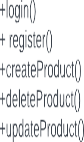 +login()
+ register()
+createProduct()
+deleteProduct()
+updateProduct()